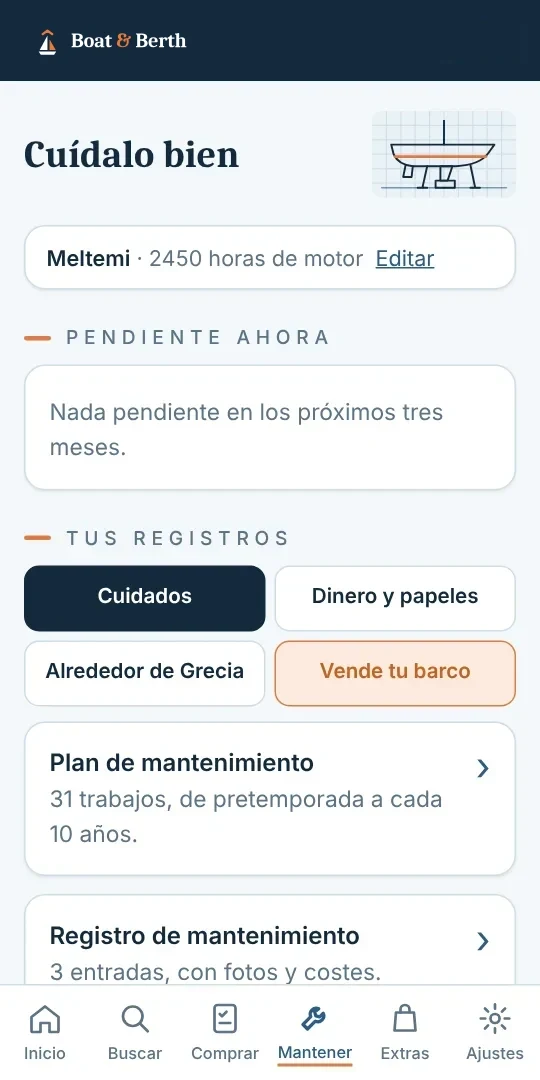 Boat & Berth
Cuídalo bien
Meltemi · 2450 horas de motor Editar
PENDIENTE AHORA
Nada pendiente en los próximos tres
meses.
TUS REGISTROS
Cuidados
Dinero y papeles
Alrededor de Grecia
Vende tu barco
Plan de mantenimiento
31 trabajos, de pretemporada a cada
10 años.
Registro de mantenimiento
3 entradas, con fotos y costes.
Inicio
Buscar
Comprar
Mantener
Extras
Ajustes